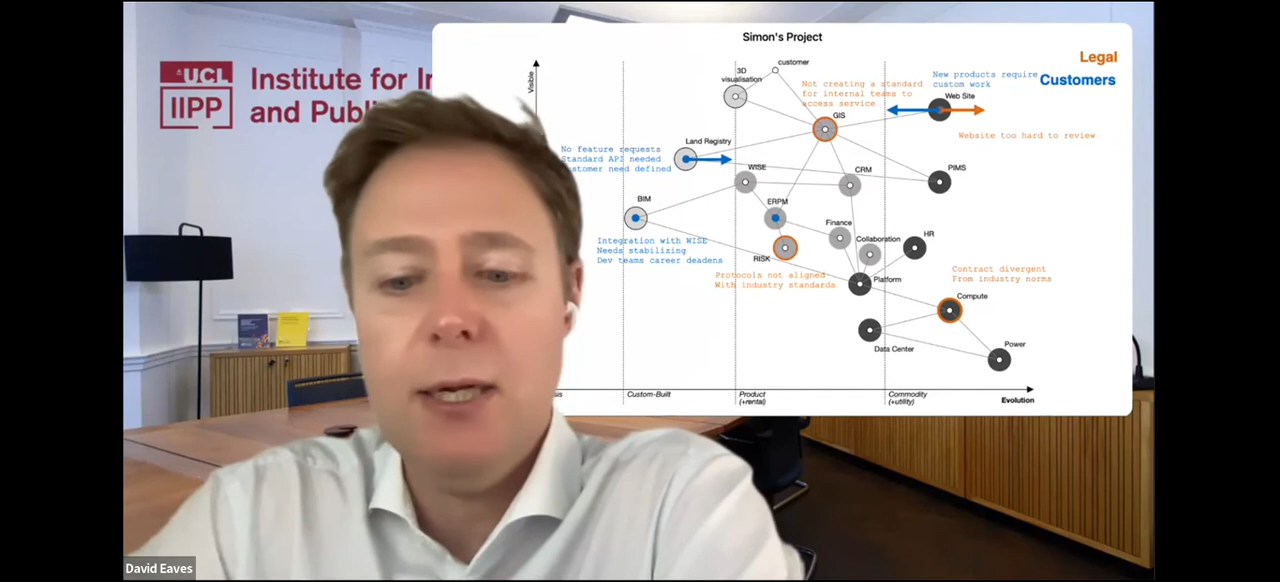 UCL
IIPP
Institute for I
and Publi
Simon's Project
Legal
Customers
Visible
customer
3D
visualisation
Not creating a standard
for internal teams to
access service
New products require
custom work
Web Site
GIS
Website too hard to review
No feature requests
Standard API needed
ustomer need defined
Land Registry
WISE
CRM
PIMS
BIM
ERPM
Finance
Collaboration
HR
Integration with WISE
Needs stabilizing
Dev teams career deadens
RISK
Protocols not aligned
With industry standards
Platform
Contract divergent
From industry norms
Compute
Data Center
Power
sis
Custom-Built
Product
(+rental)
Commodity
(+utility)
Evolution
David Eaves